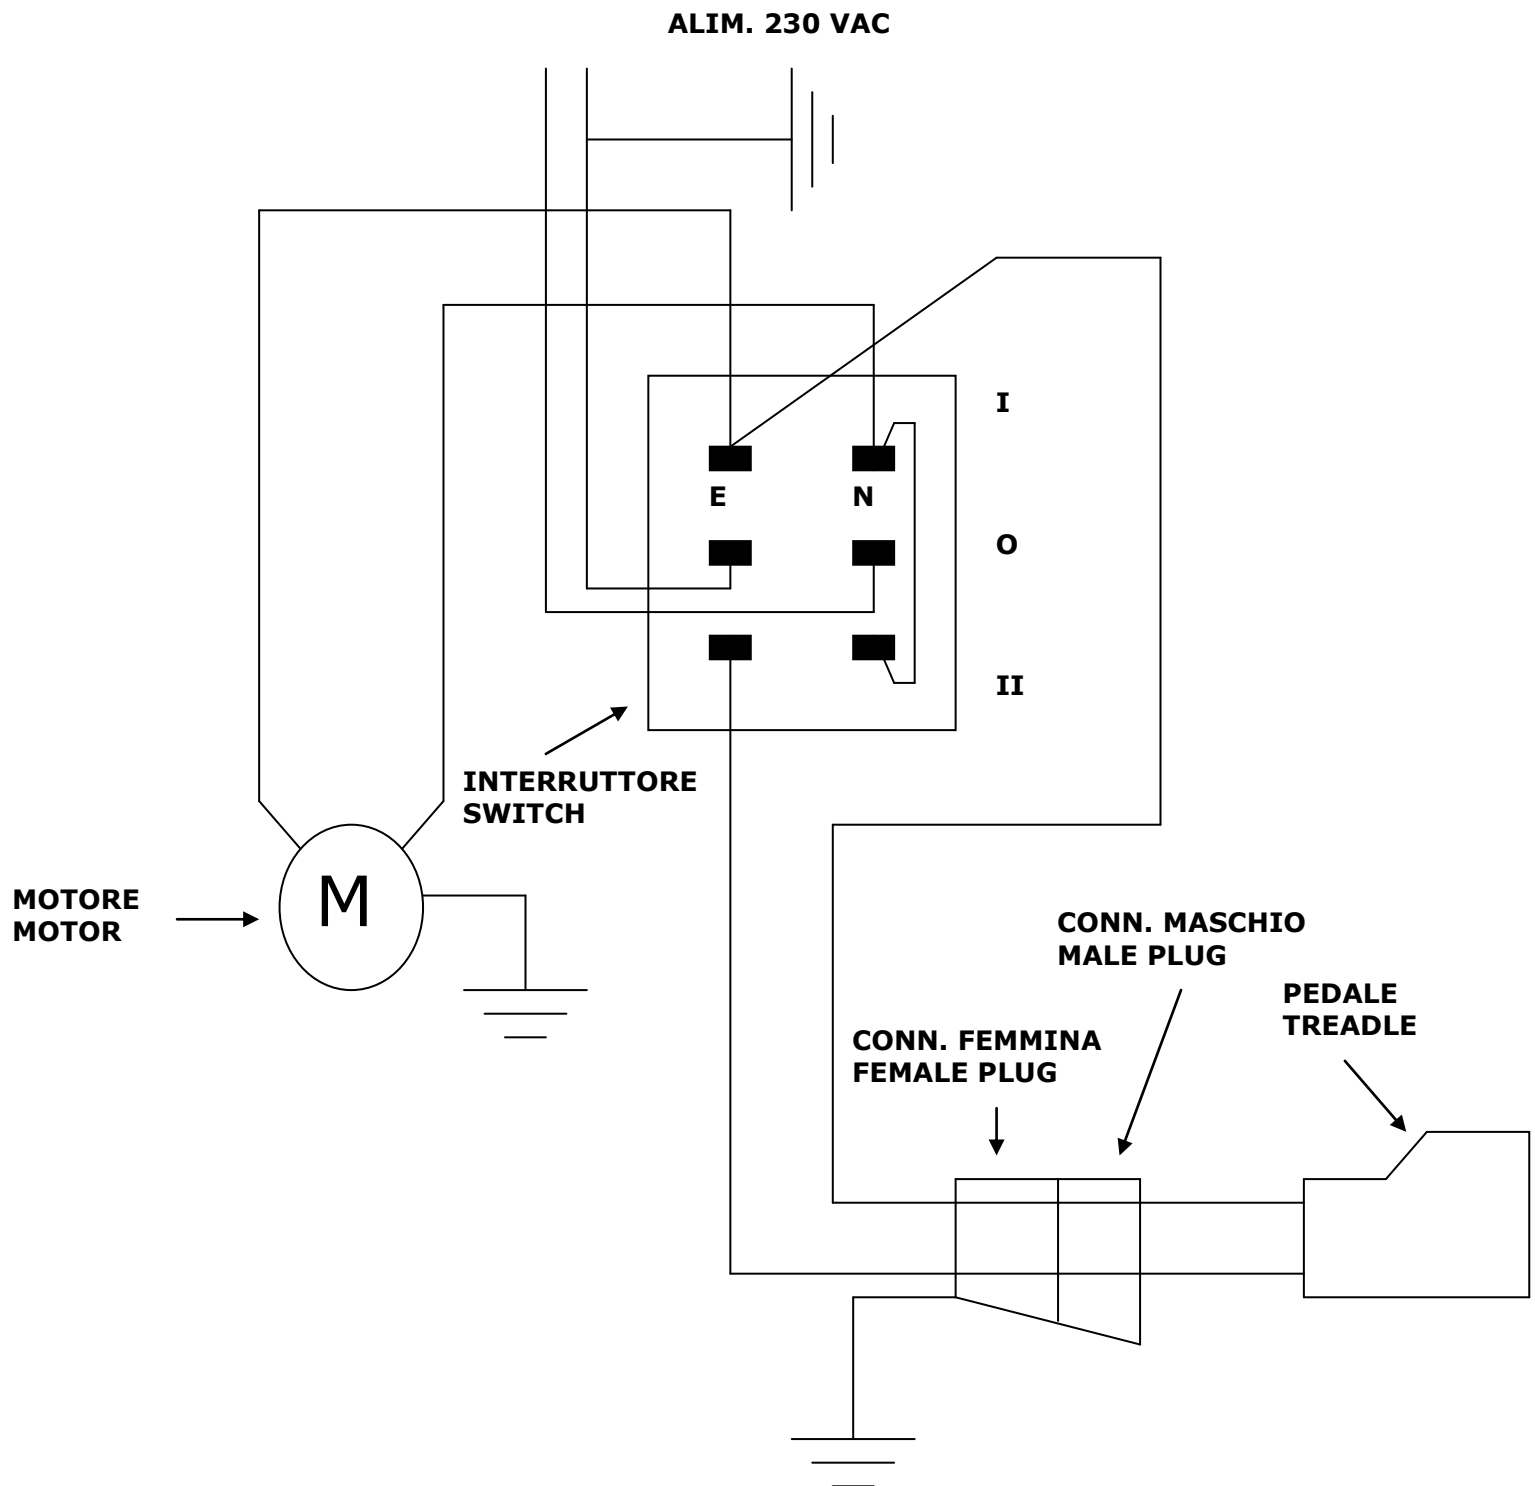 ALIM. 230 VAC
I
E
N
O
II
INTERRUTTORE
SWITCH
M
MOTORE
MOTOR
CONN. MASCHIO
MALE PLUG
PEDALE
TREADLE
CONN. FEMMINA
FEMALE PLUG